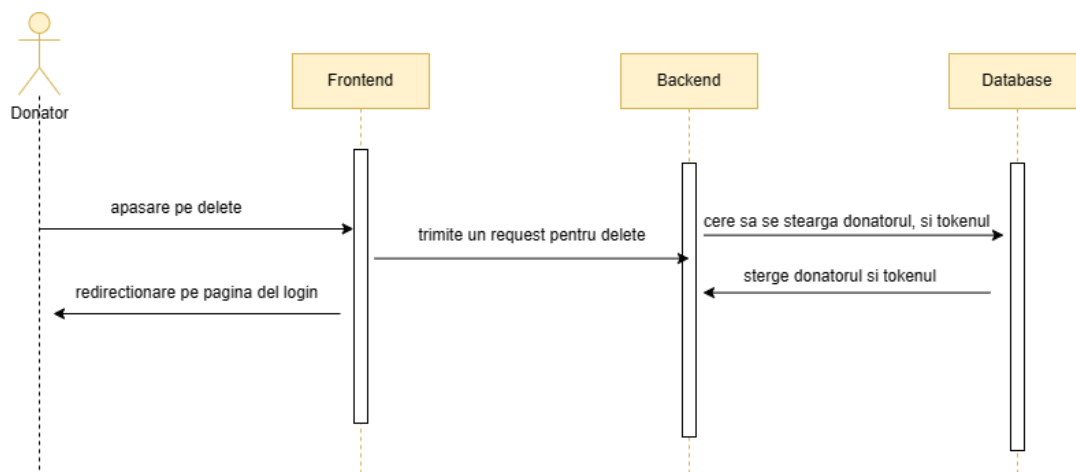 Donator
Frontend
Backend
Database
apasare pe delete
trimite un request pentru delete
cere sa se stearga donatorul, si tokenul
sterge donatorul si tokenul
redirectionare pe pagina del login